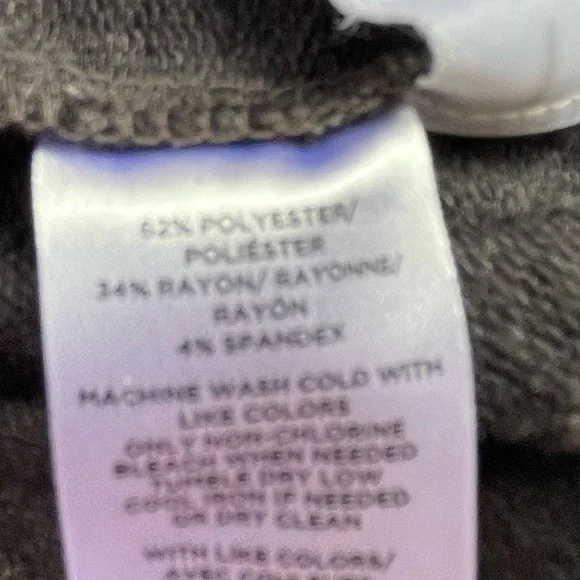 62% POLYESTER/
POLIÉSTER
34% RAYON/ RAYONNE/
RAYÓN
4% SPANDEX
MACHINE WASH COLD WITH
LIKE COLORS
ONLY NON-CHLORINE
BLEACH WHEN NEEDED
TUMBLE DRY LOW
COOL IRON IF NEEDED
OR DRY CLEAN
WITH LIKE COLORS/
AVEC